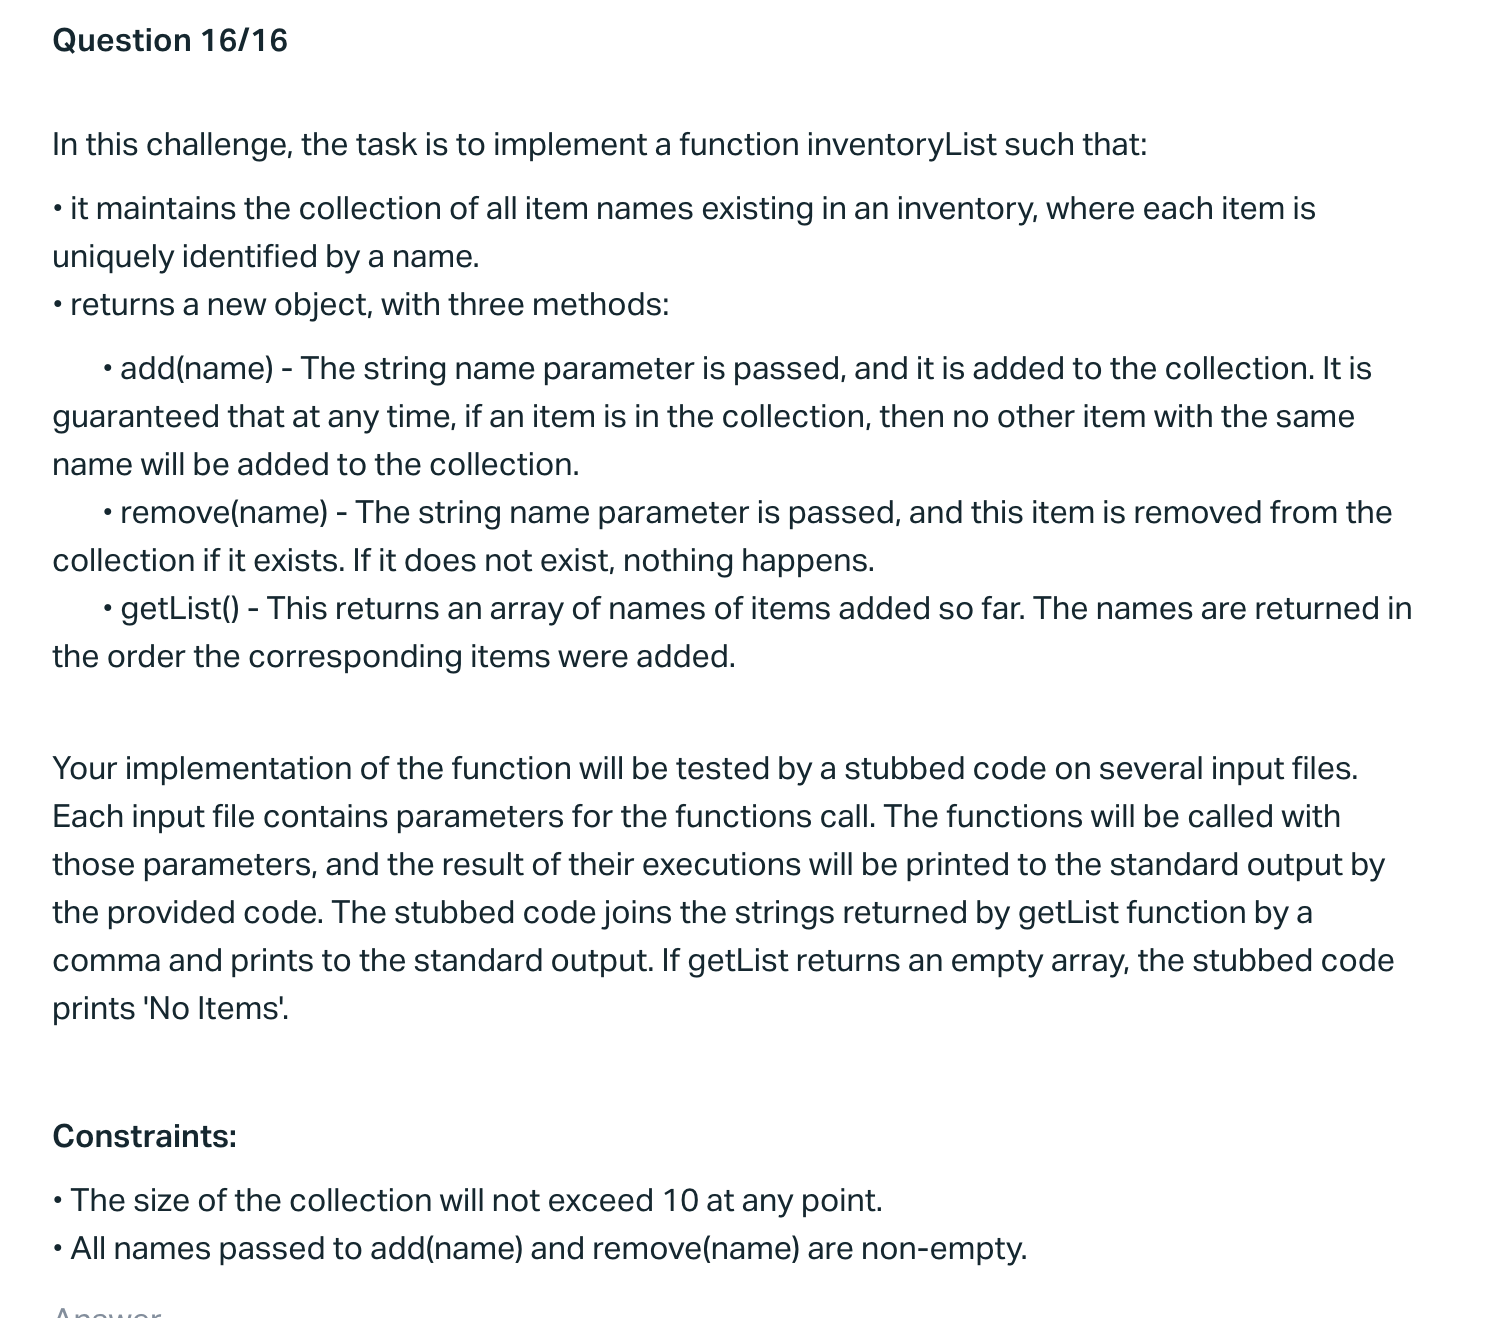 Question 16/16
In this challenge, the task is to implement a function inventoryList such that:
• it maintains the collection of all item names existing in an inventory, where each item is
uniquely identified by a name.
• returns a new object, with three methods:
• add(name) - The string name parameter is passed, and it is added to the collection. It is
guaranteed that at any time, if an item is in the collection, then no other item with the same
name will be added to the collection.
• remove(name) - The string name parameter is passed, and this item is removed from the
collection if it exists. If it does not exist, nothing happens.
• getList() - This returns an array of names of items added so far. The names are returned in
the order the corresponding items were added.
Your implementation of the function will be tested by a stubbed code on several input files.
Each input file contains parameters for the functions call. The functions will be called with
those parameters, and the result of their executions will be printed to the standard output by
the provided code. The stubbed code joins the strings returned by getList function by a
comma and prints to the standard output. If getList returns an empty array, the stubbed code
prints 'No Items'.
Constraints:
• The size of the collection will not exceed 10 at any point.
• All names passed to add(name) and remove(name) are non-empty.
Answer